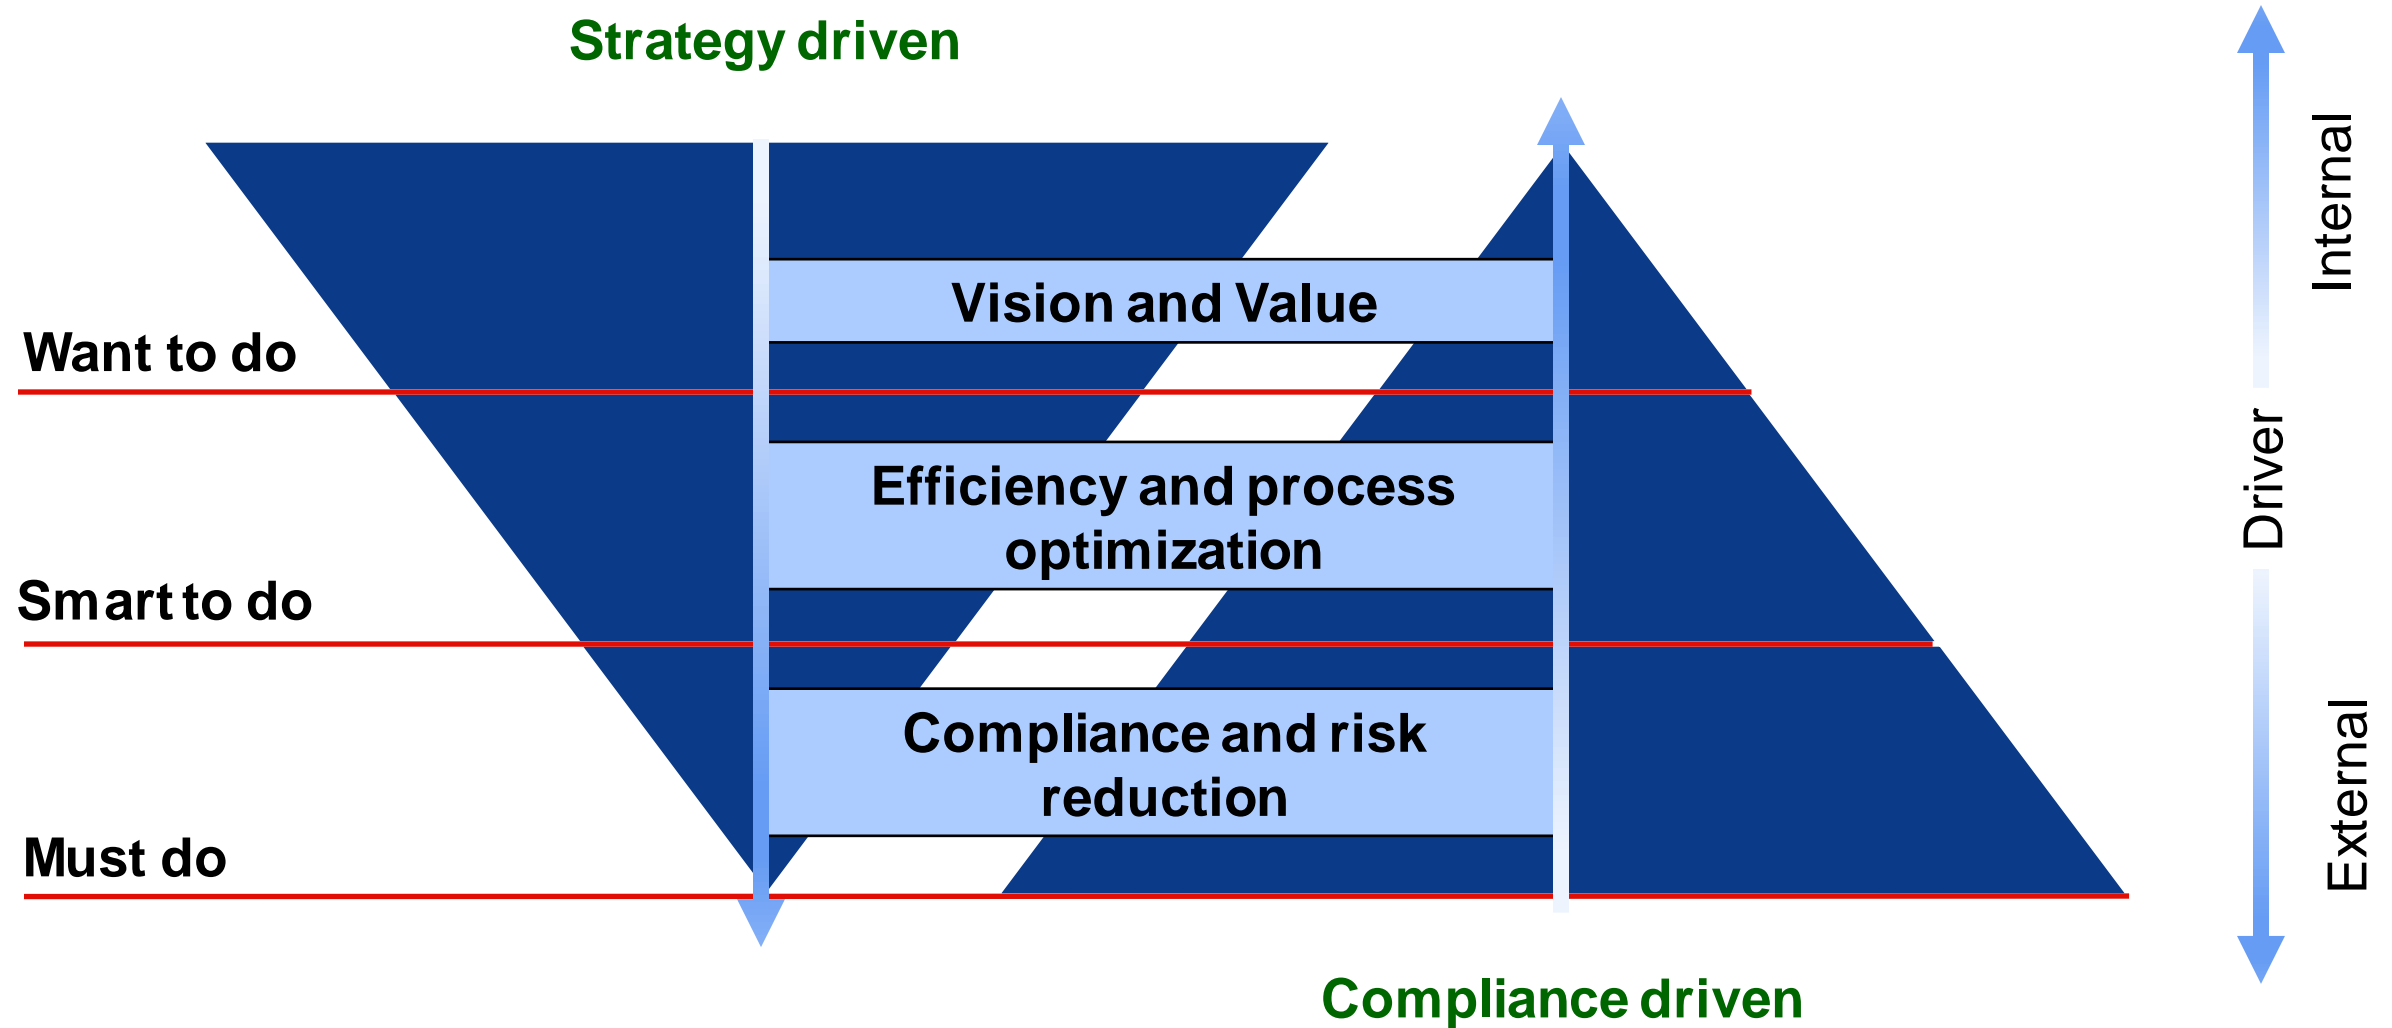 Strategy driven
Internal
Vision and Value
Want to do
Driver
Efficiency and process
optimization
Smart to do
Compliance and risk
reduction
External
Must do
Compliance driven